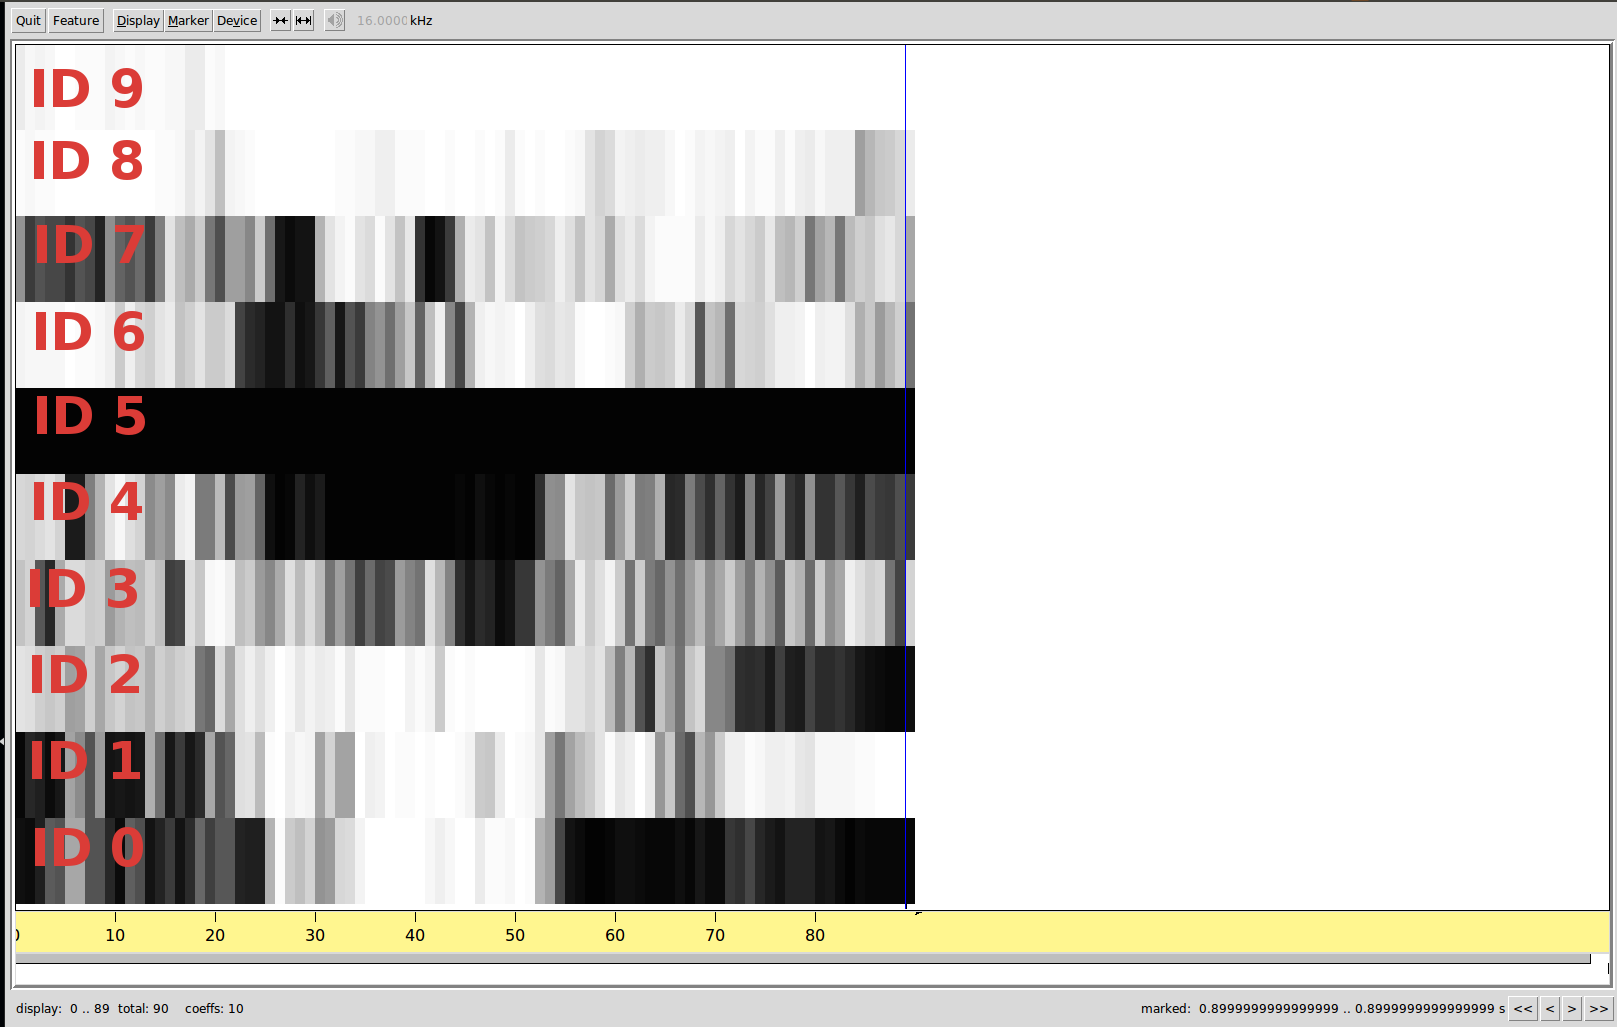 Quit Feature Display Marker Device 16.0000 kHz
ID 9
ID 8
ID 7
ID 6
ID 5
ID 4
ID 3
ID 2
ID 1
ID 0
0 10 20 30 40 50 60 70 80
display: 0 .. 89 total: 90 coeffs: 10 marked: 0.8999999999999999 .. 0.8999999999999999 s << < > >>